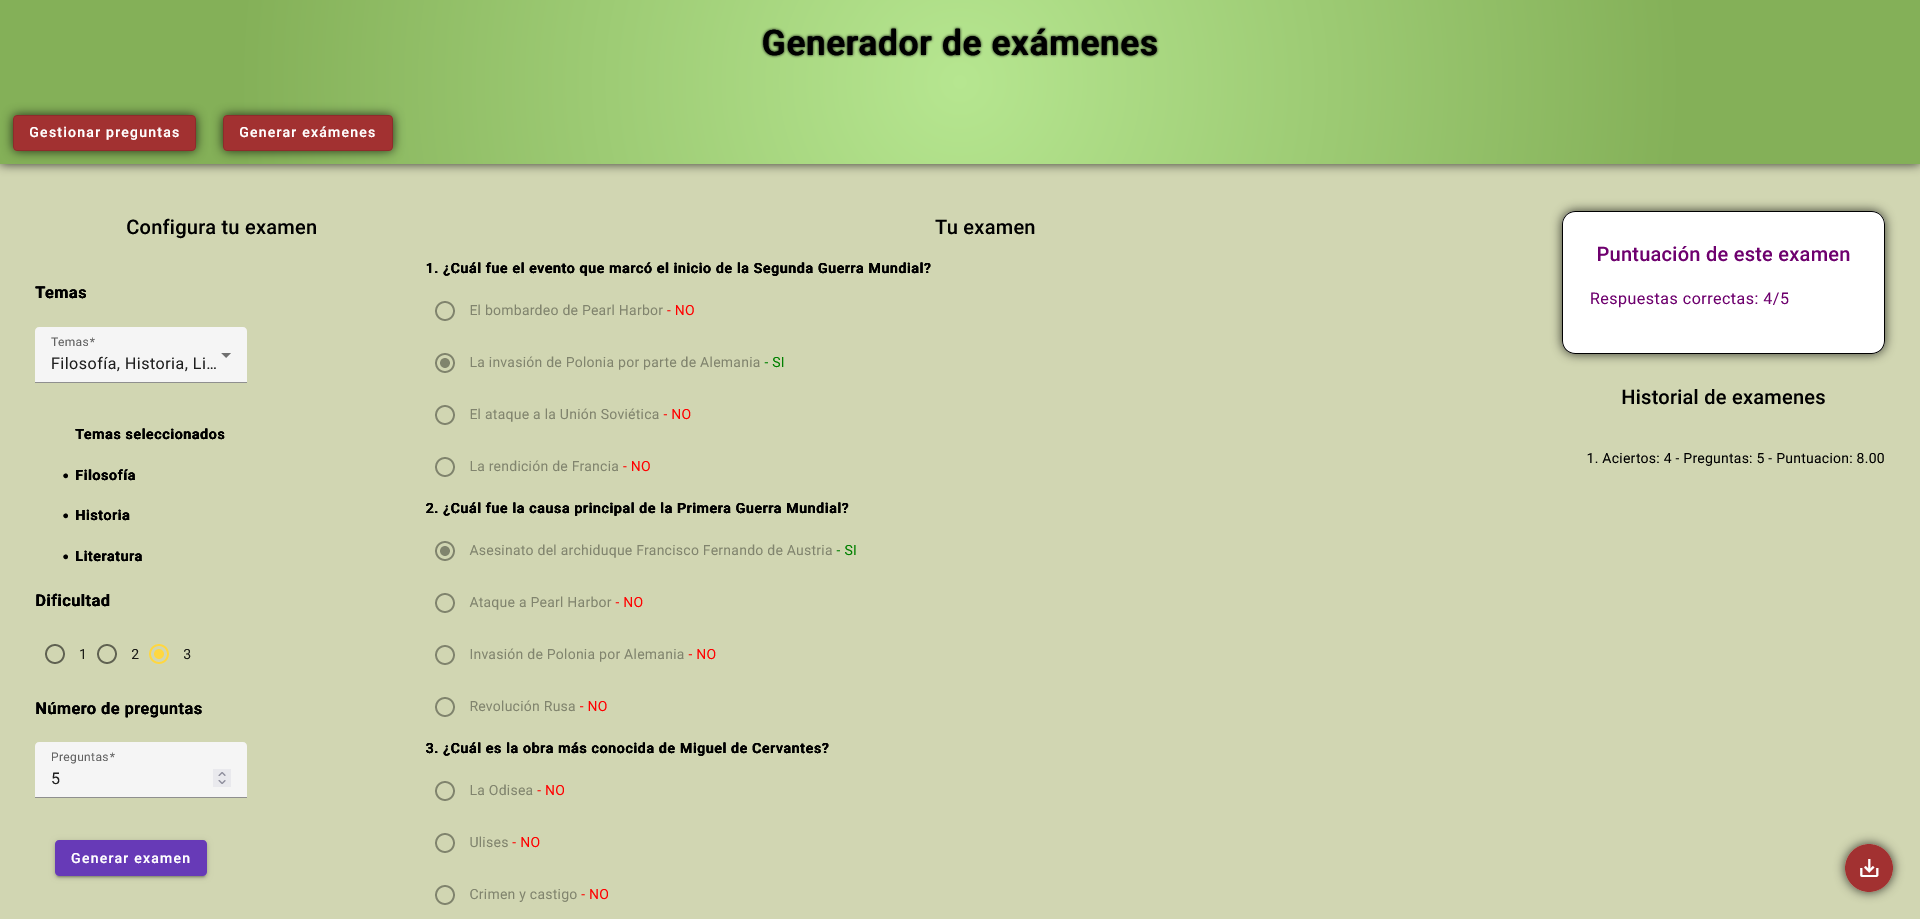 Generador de exámenes
Gestionar preguntas
Generar exámenes
Configura tu examen
Temas
Temas*
Filosofía, Historia, Li...
Temas seleccionados
• Filosofía
• Historia
• Literatura
Dificultad
1 2 3
Número de preguntas
Preguntas*
5
Generar examen
Tu examen
1. ¿Cuál fue el evento que marcó el inicio de la Segunda Guerra Mundial?
El bombardeo de Pearl Harbor - NO
La invasión de Polonia por parte de Alemania - SI
El ataque a la Unión Soviética - NO
La rendición de Francia - NO
2. ¿Cuál fue la causa principal de la Primera Guerra Mundial?
Asesinato del archiduque Francisco Fernando de Austria - SI
Ataque a Pearl Harbor - NO
Invasión de Polonia por Alemania - NO
Revolución Rusa - NO
3. ¿Cuál es la obra más conocida de Miguel de Cervantes?
La Odisea - NO
Ulises - NO
Crimen y castigo - NO
Puntuación de este examen
Respuestas correctas: 4/5
Historial de examenes
1. Aciertos: 4 - Preguntas: 5 - Puntuacion: 8.00